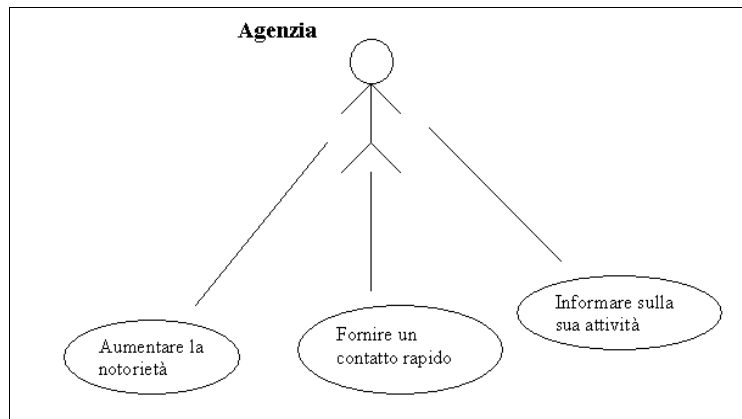 Agenzia
Aumentare la
notorietà
Fornire un
contatto rapido
Informare sulla
sua attività